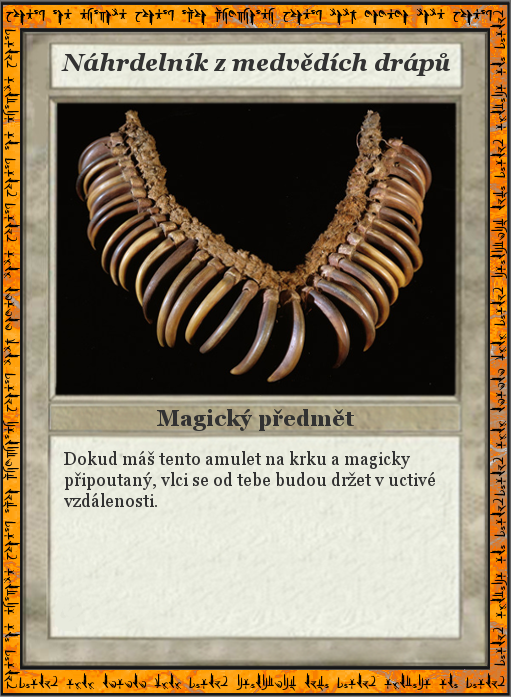 Náhrdelník z medvědích drápů
Magický předmět
Dokud máš tento amulet na krku a magicky
připoutaný, vlci se od tebe budou držet v uctivé
vzdálenosti.